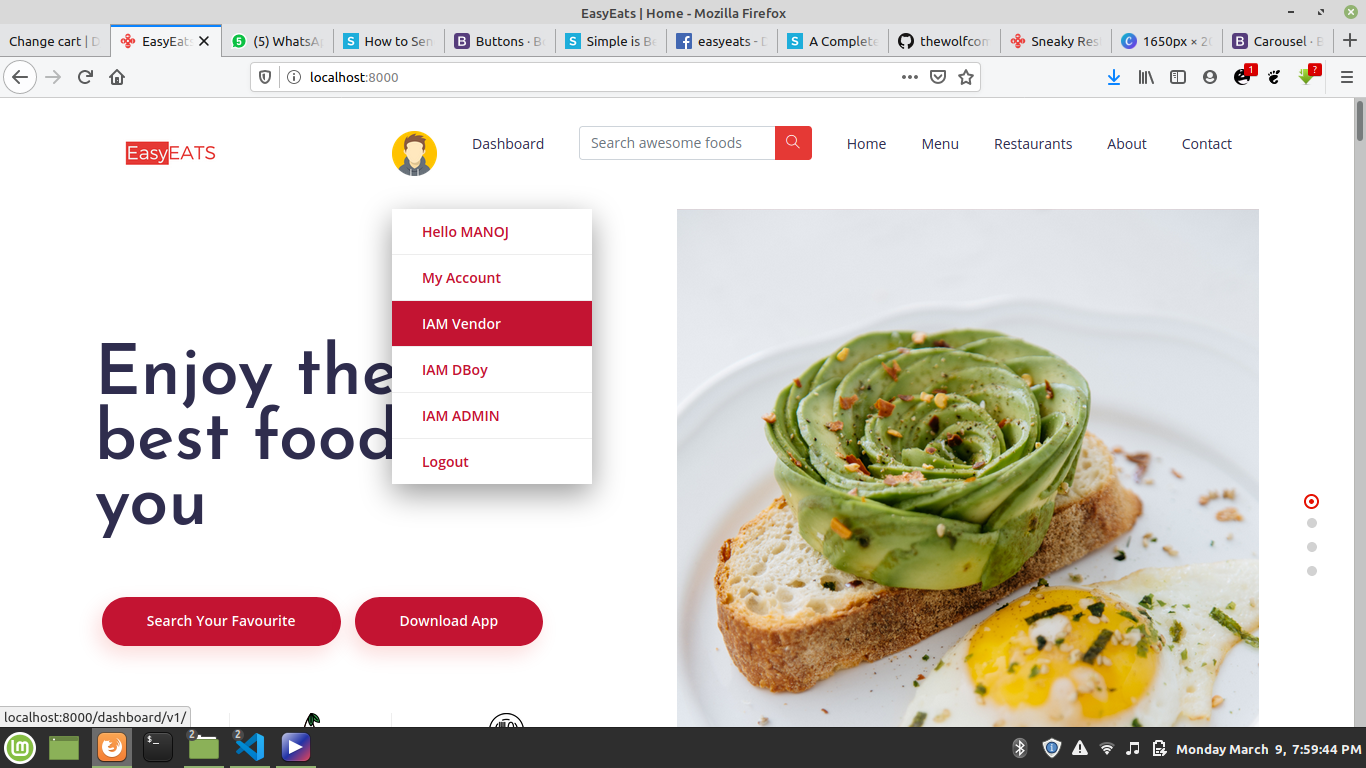 EasyEats | Home - Mozilla Firefox
Change cart | D
EasyEats
(5) WhatsAp
How to Sen
Buttons · Bo
Simple is Be
easyeats - D
A Complete
thewolfcom
Sneaky Res
1650px × 20
Carousel · B
localhost:8000
1
?
EasyEATS
Dashboard
Search awesome foods
Home
Menu
Restaurants
About
Contact
Hello MANOJ
My Account
IAM Vendor
IAM DBoy
IAM ADMIN
Logout
Enjoy the
best food
you
Search Your Favourite
Download App
localhost:8000/dashboard/v1/
2
2
Monday March 9, 7:59:44 PM